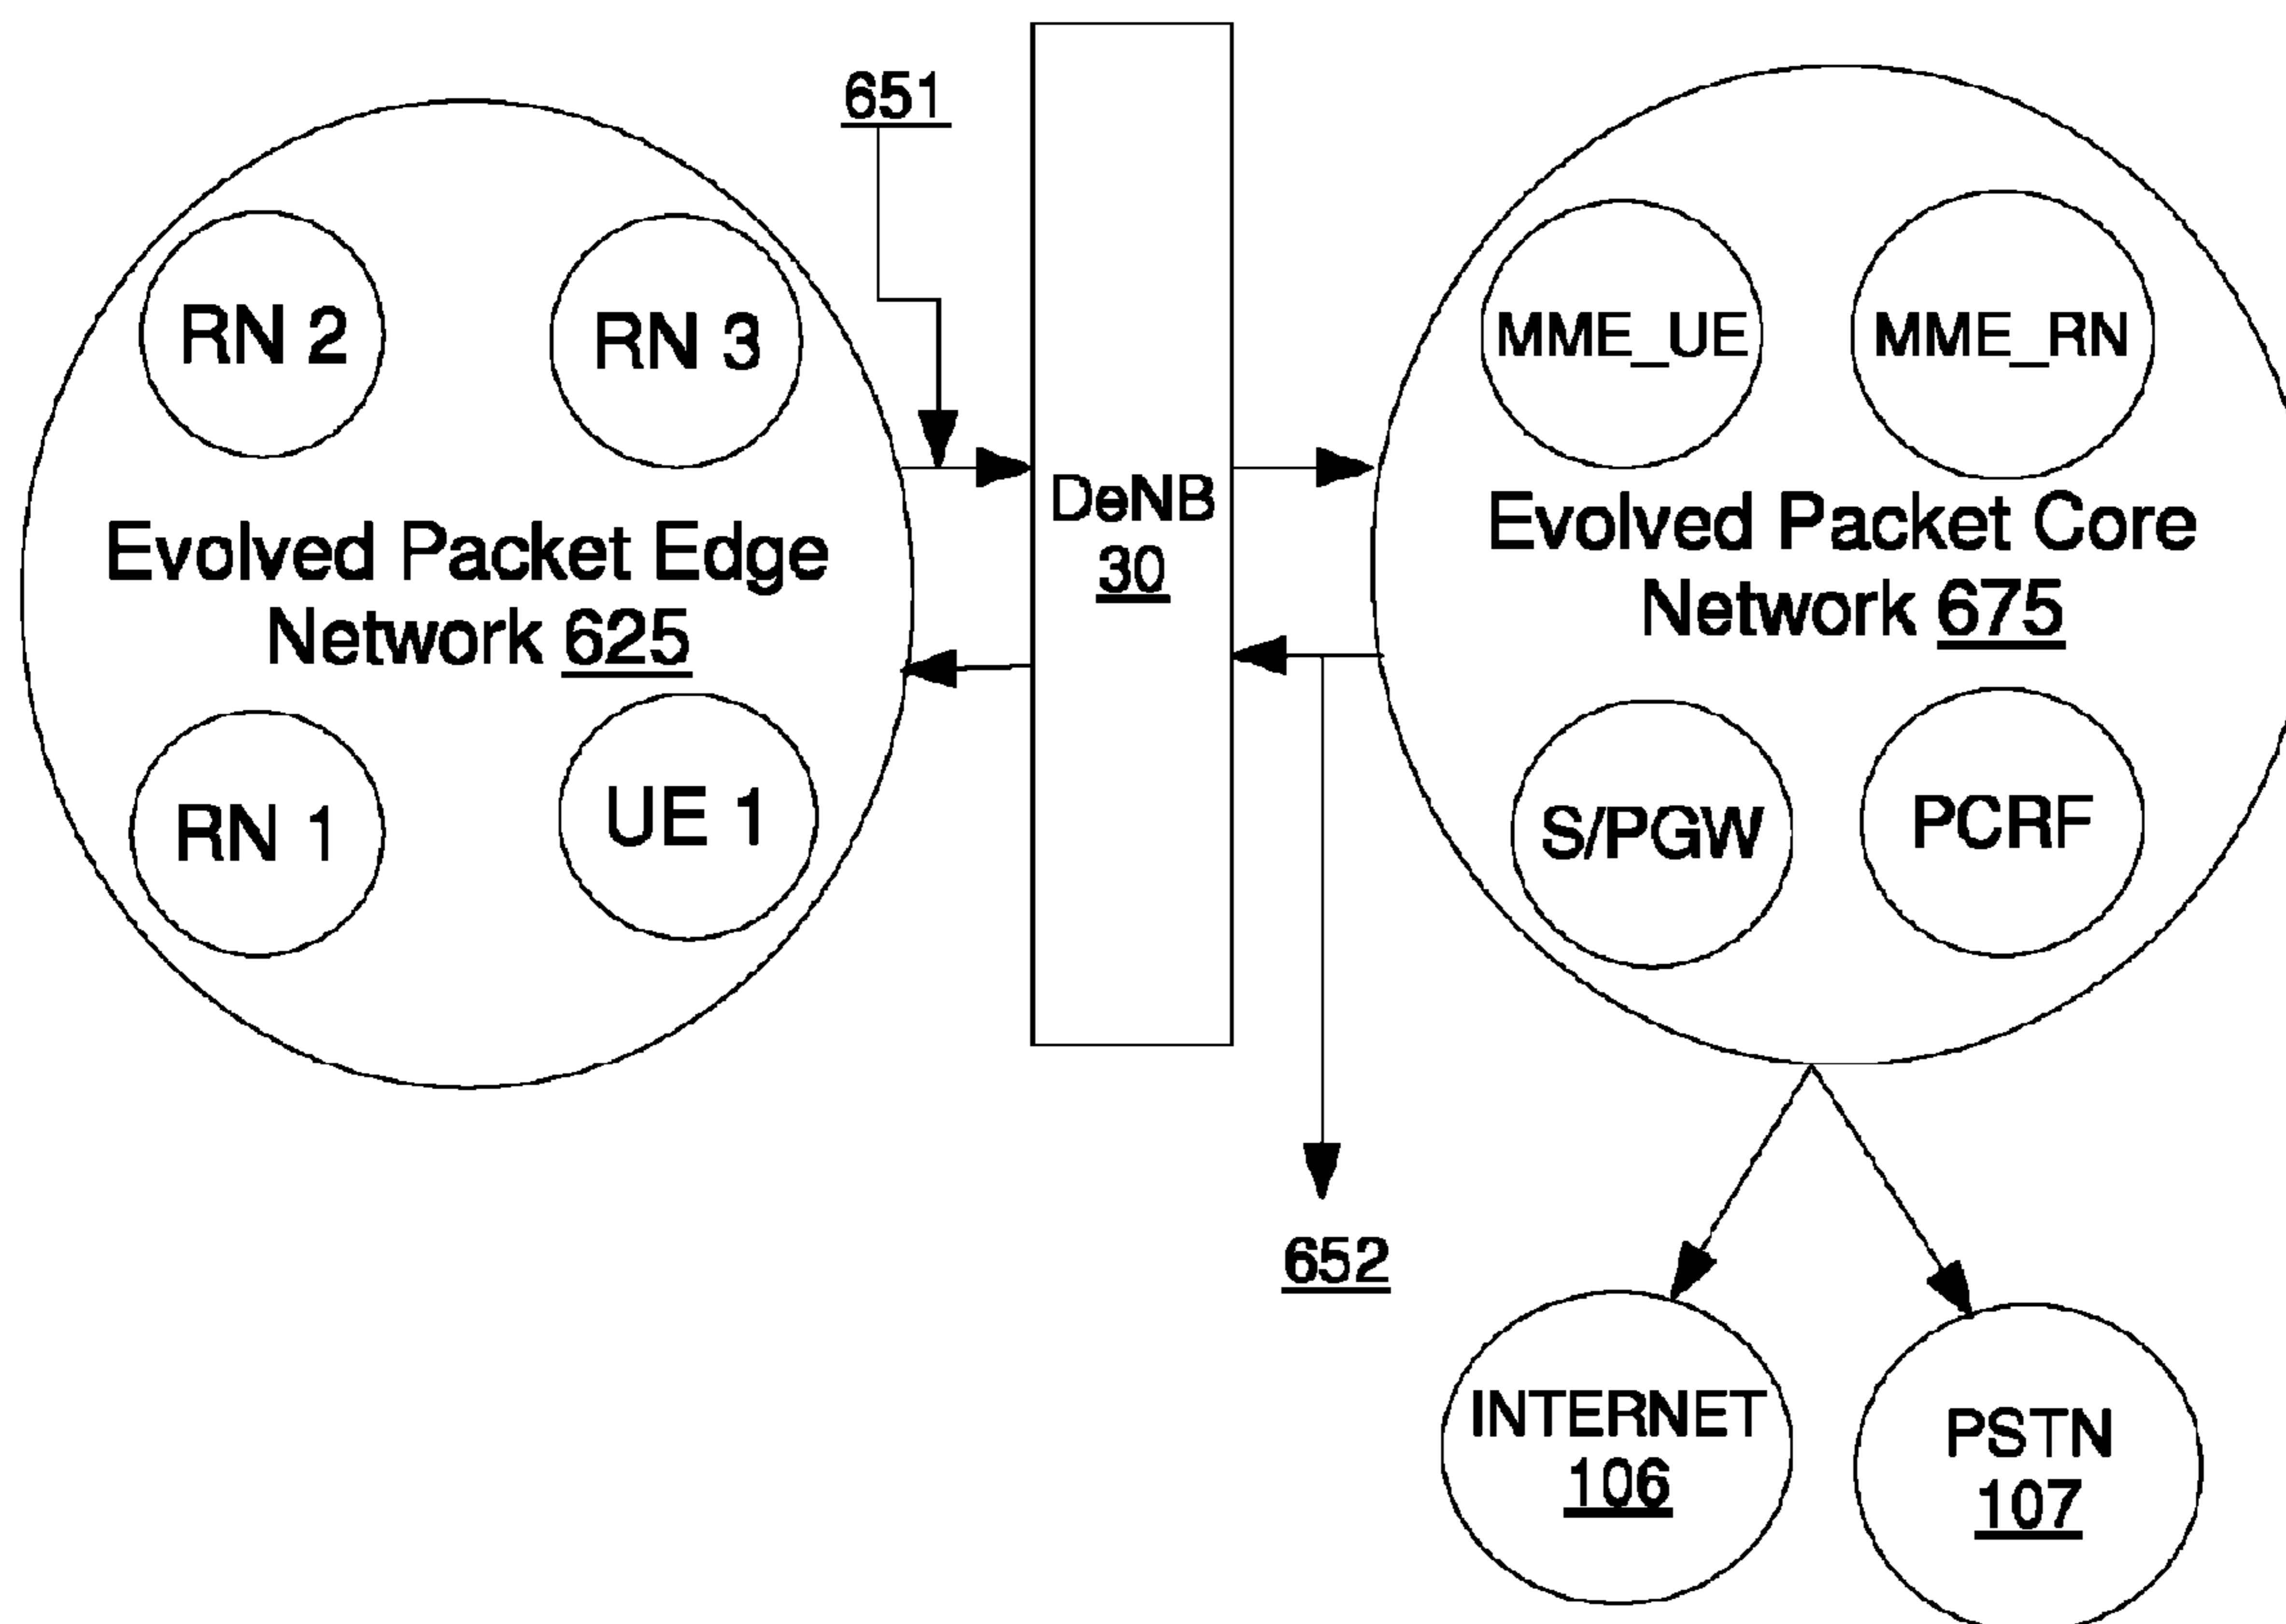 651
RN 2
RN 3
Evolved Packet Edge
Network 625
RN 1
UE 1
DeNB
30
MME_UE
MME_RN
Evolved Packet Core
Network 675
S/PGW
PCRF
652
INTERNET
106
PSTN
107